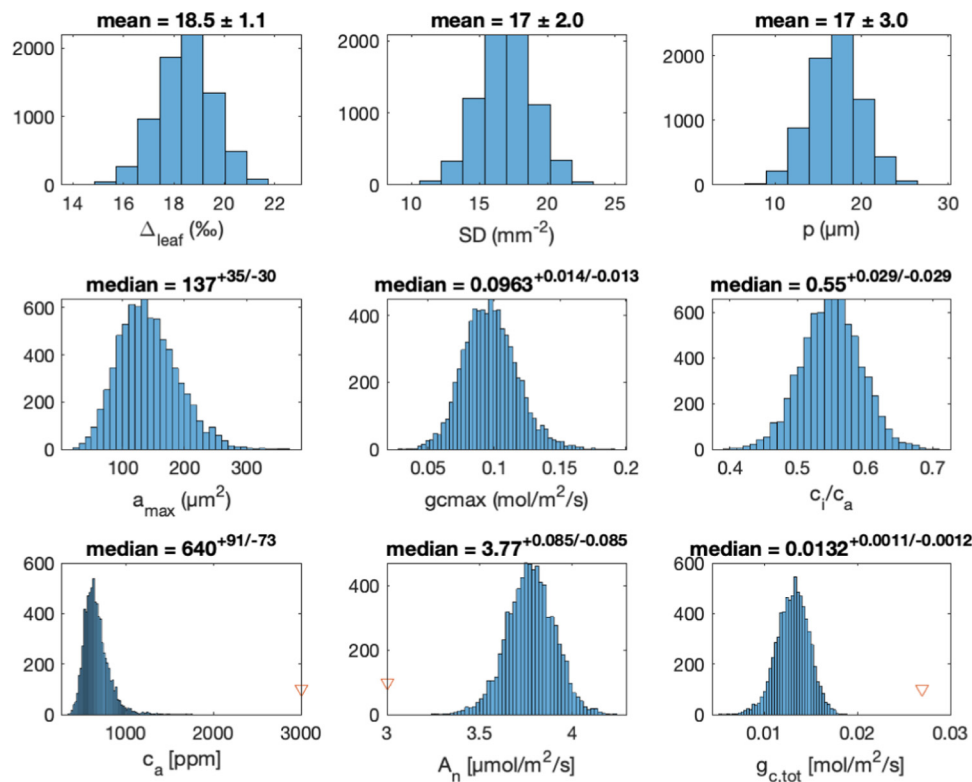 mean = 18.5 ± 1.1
mean = 17 ± 2.0
mean = 17 ± 3.0
2000
1000
0
14 16 18 20 22
Δleaf (‰)
2000
1000
0
10 15 20 25
SD (mm-2)
2000
1000
0
10 20 30
p (µm)
median = 137+35/-30
median = 0.0963+0.014/-0.013
median = 0.55+0.029/-0.029
600
400
200
0
100 200 300
amax (µm2)
400
200
0
0.05 0.1 0.15 0.2
gcmax (mol/m2/s)
600
400
200
0
0.4 0.5 0.6 0.7
ci/ca
median = 640+91/-73
median = 3.77+0.085/-0.085
median = 0.0132+0.0011/-0.0012
600
400
200
0
1000 2000 3000
ca [ppm]
400
200
0
3 3.5 4
An [µmol/m2/s]
600
400
200
0
0.01 0.02 0.03
gc,tot [mol/m2/s]